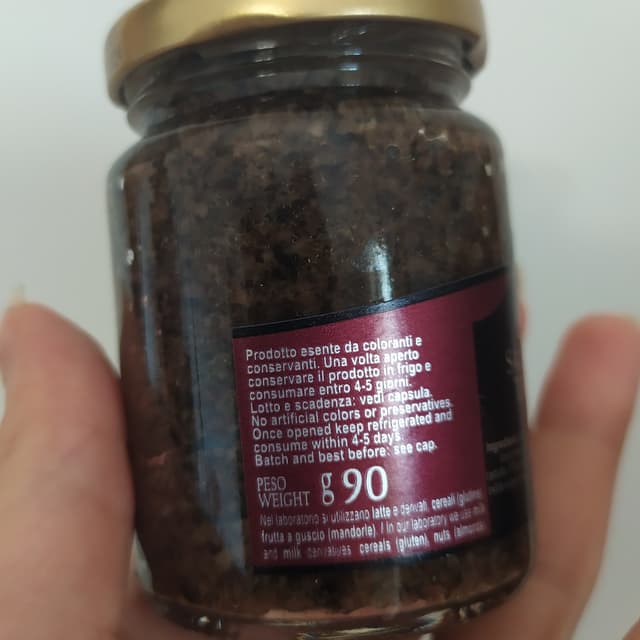 Prodotto esente da coloranti e
conservanti. Una volta aperto
conservare il prodotto in frigo e
consumare entro 4-5 giorni.
Lotto e scadenza: vedi capsula.
No artificial colors or preservatives.
Once opened keep refrigerated and
consume within 4-5 days
Batch and best before: see cap.
PESO
WEIGHT g 90
Nel laboratorio si utilizzano latte e derivati, cereali (glutine)
frutta a guscio (mandorle) / In our laboratory we use milk
and milk derivatives cereals (gluten), nuts